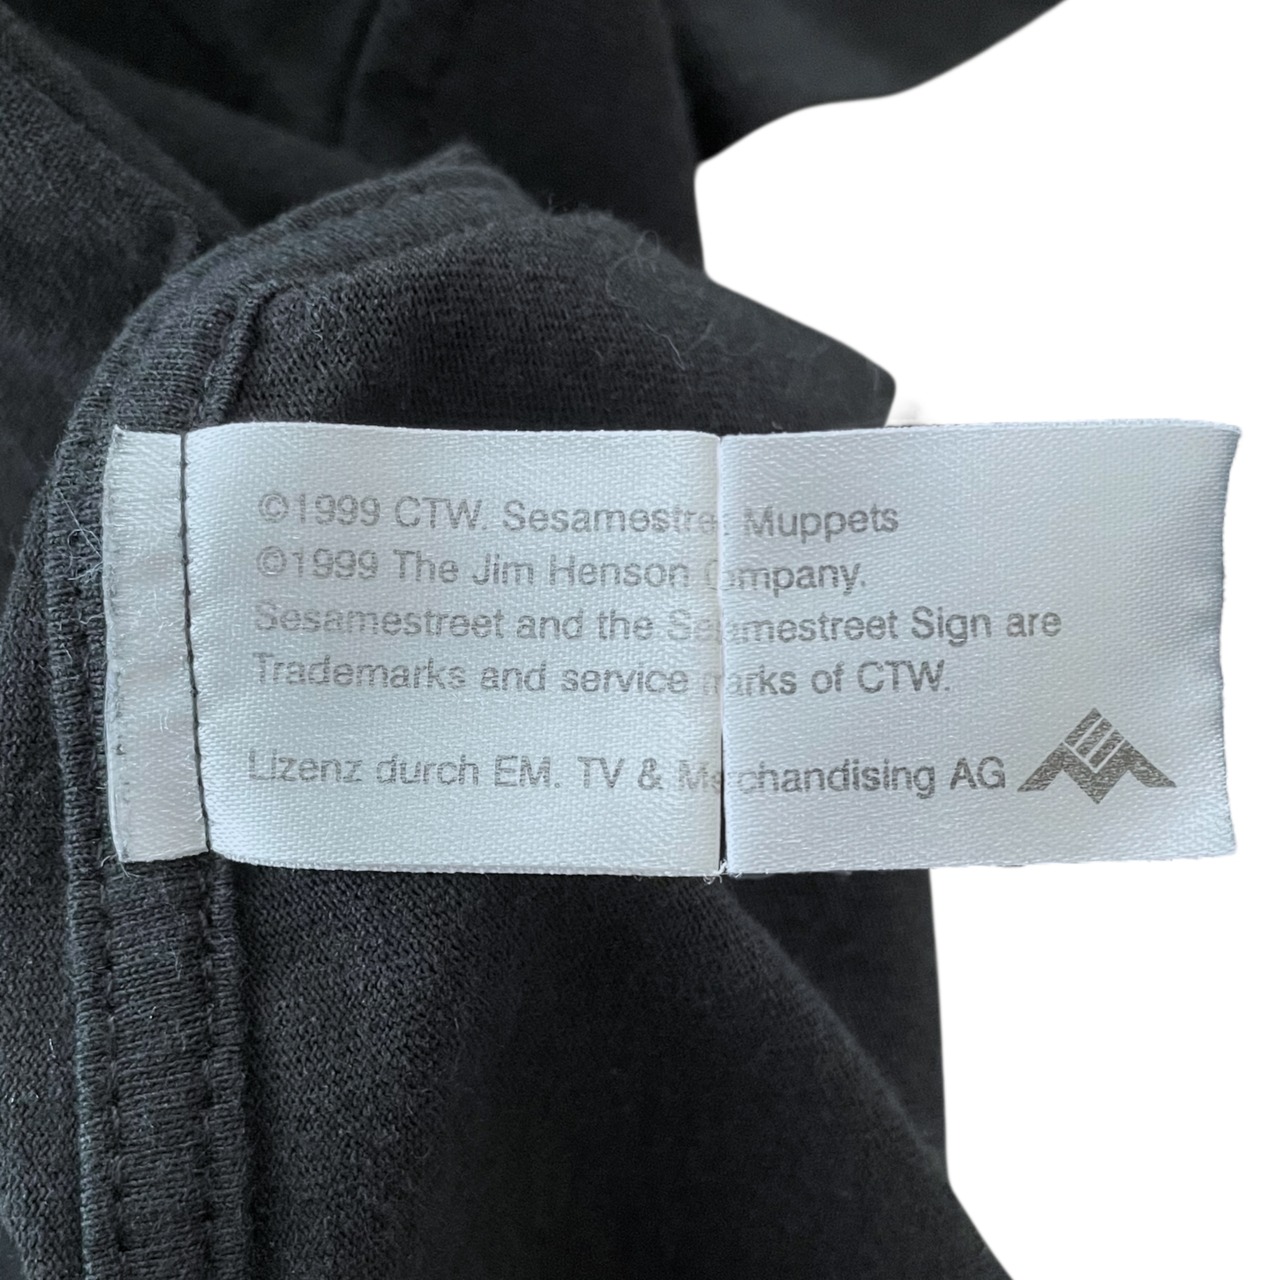 ©1999 CTW. Sesamestreet Muppets
©1999 The Jim Henson Company.
Sesamestreet and the Sesamestreet Sign are
Trademarks and service marks of CTW.
Lizenz durch EM. TV & Merchandising AG